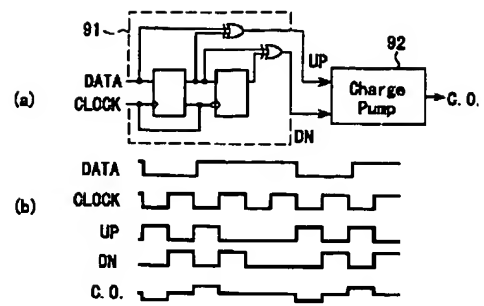 91
92
UP
DATA
(a)
CLOCK
Charge
Pump
C. O.
DN
DATA
(b)
CLOCK
UP
DN
C. O.